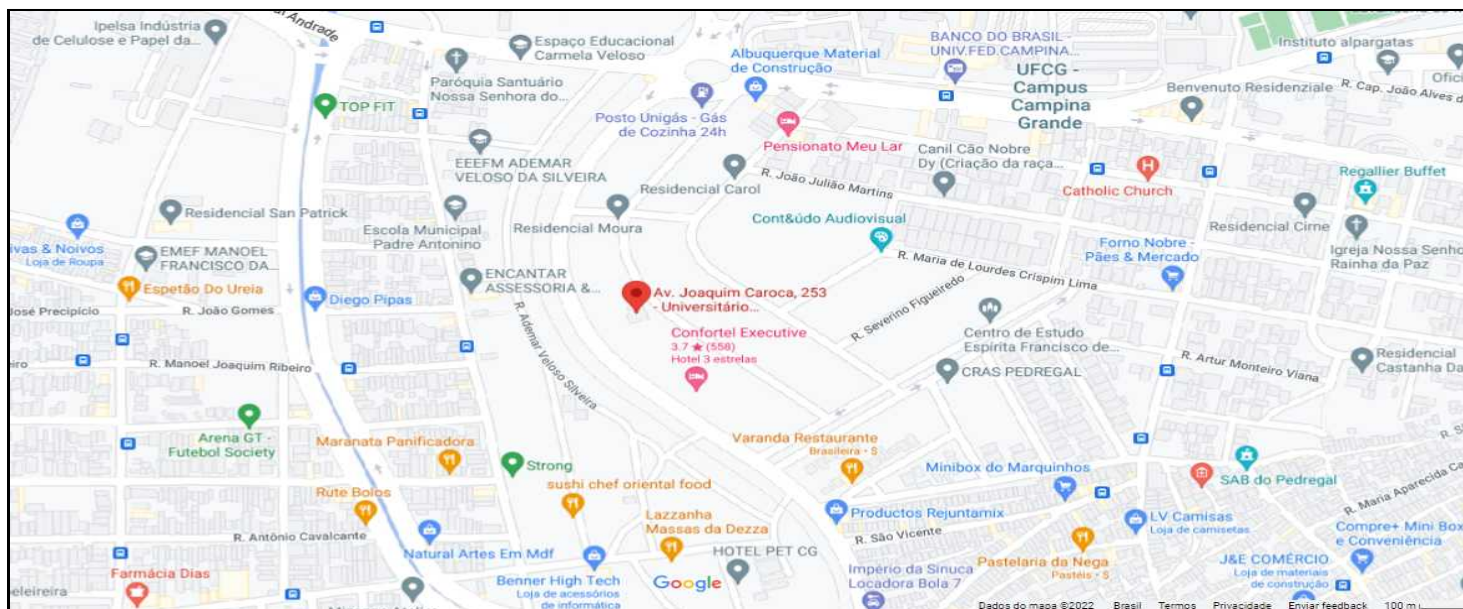 Ipelsa Indústria
de Celulose e Papel da...
Andrade
Espaço Educacional
Carmela Veloso
Albuquerque Material
de Construção
BANCO DO BRASIL -
UNIV.FED.CAMPINA...
Instituto alpargatas
Paróquia Santuário
Nossa Senhora do...
UFCG -
Campus
Campina
Grande
Benvenuto Residenziale
Ofici
R. Cap. João Alves d
TOP FIT
Posto Unigás - Gás
de Cozinha 24h
Pensionato Meu Lar
Canil Cão Nobre
Dy (Criação da raça...
EEEFM ADEMAR
VELOSO DA SILVEIRA
Residencial Carol
R. João Julião Martins
Catholic Church
Regallier Buffet
Residencial San Patrick
Escola Municipal
Padre Antonino
Residencial Moura
Cont&údo Audiovisual
Residencial Cirne
Igreja Nossa Senho
Rainha da Paz
ivas & Noivos
Loja de Roupa
EMEF MANOEL
FRANCISCO DA...
Forno Nobre -
Pães & Mercado
R. Maria de Lourdes Crispim Lima
ENCANTAR
ASSESSORIA &...
Espetão Do Ureia
Diego Pipas
Av. Joaquim Caroca, 253
- Universitário...
José Precipício
R. João Gomes
R. Ademar Veloso Silveira
R. Severino Figueiredo
Confortel Executive
3.7 ★ (558)
Hotel 3 estrelas
Centro de Estudo
Espírita Francisco de...
R. Manoel Joaquim Ribeiro
CRAS PEDREGAL
R. Artur Monteiro Viana
Residencial
Castanha Da
Arena GT -
Futebol Society
Maranata Panificadora
Varanda Restaurante
Brasileira • $
Strong
Minibox do Marquinhos
SAB do Pedregal
R. Maria Aparecida Ca
sushi chef oriental food
Rute Bolos
Lazzanha
Massas da Dezza
Productos Rejuntamix
LV Camisas
Loja de camisetas
R. Antônio Cavalcante
R. São Vicente
Compre+ Mini Box
e Conveniência
Natural Artes Em Mdf
HOTEL PET CG
Pastelaria da Nega
Pastéis • $
J&E COMÉRCIO
Loja de materiais
de construção
Farmácia Dias
eleireira
Benner High Tech
Loja de acessórios
de informática
Google
Império da Sinuca
Locadora Bola 7
Dados do mapa ©2022 Brasil Termos Privacidade Enviar feedback 100 m